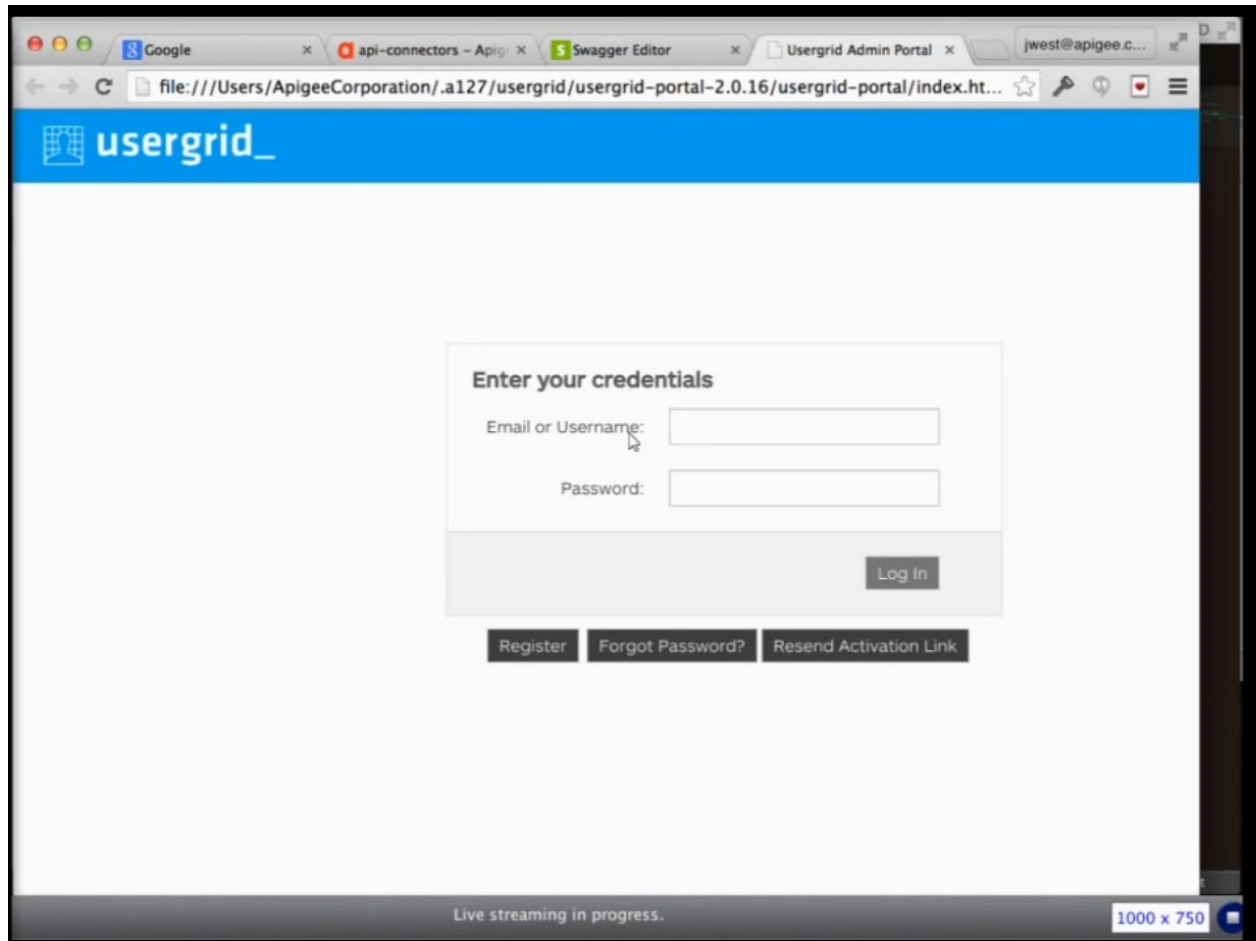 Google
api-connectors – Apig
Swagger Editor
Usergrid Admin Portal
jwest@apigee.c...
file:///Users/ApigeeCorporation/.a127/usergrid/usergrid-portal-2.0.16/usergrid-portal/index.ht...
usergrid_
Enter your credentials
Email or Username:
Password:
Log In
Register
Forgot Password?
Resend Activation Link
Live streaming in progress.
1000 x 750